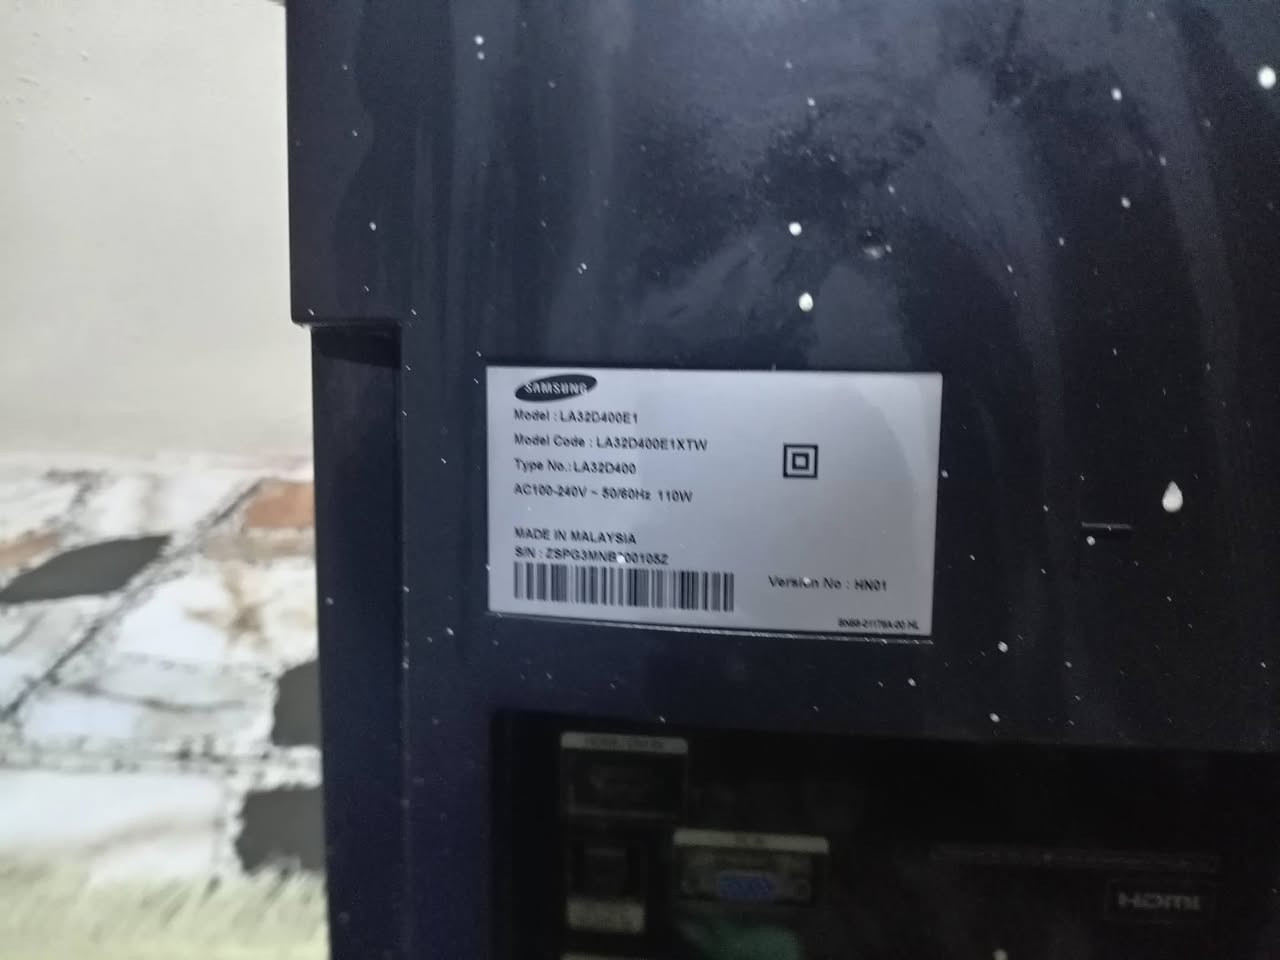 SAMSUNG
Model : LA32D400E1
Model Code : LA32D400E1XTW
Type No.:LA32D400
AC100-240V ~ 50/60Hz 110W
MADE IN MALAYSIA
S/N :
Version No : HN01
HDMI